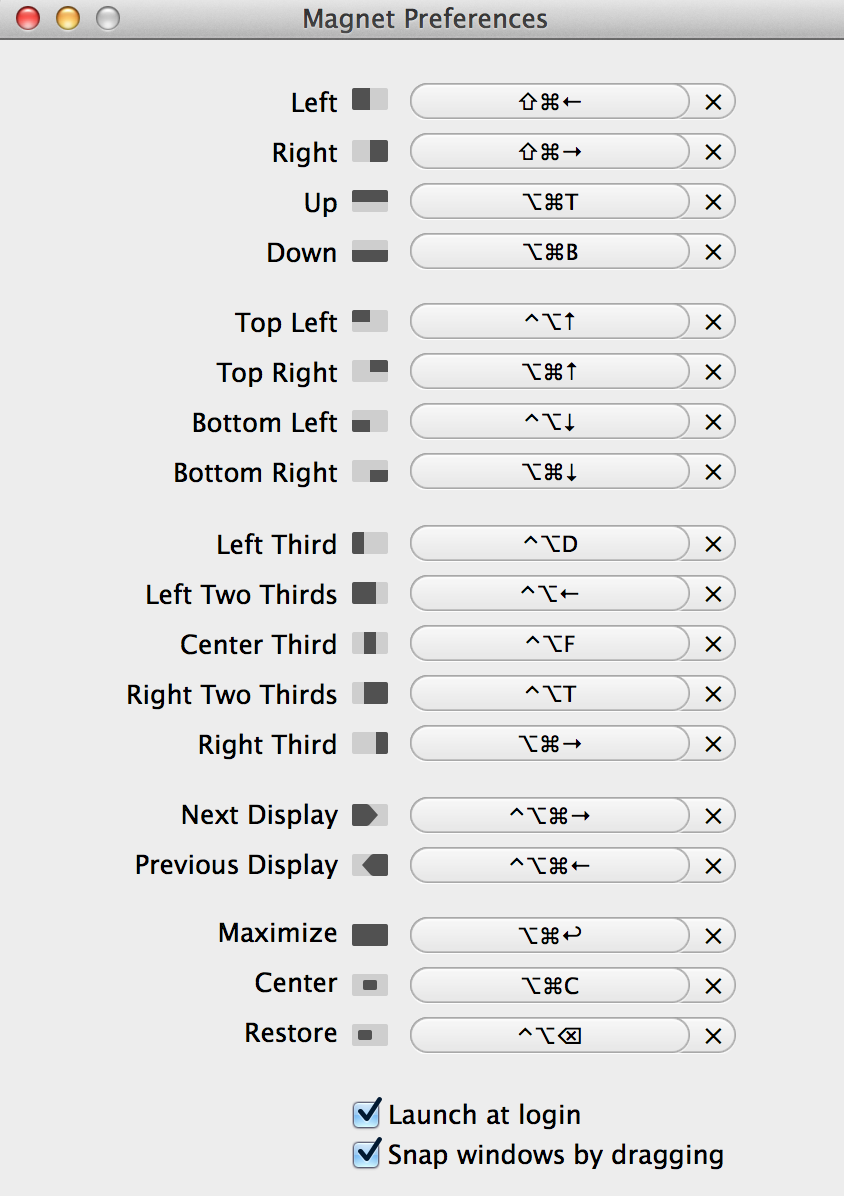 Magnet Preferences
Left ⇧⌘← ×
Right ⇧⌘→ ×
Up ⌥⌘T ×
Down ⌥⌘B ×
Top Left ^⌥↑ ×
Top Right ⌥⌘↑ ×
Bottom Left ^⌥↓ ×
Bottom Right ⌥⌘↓ ×
Left Third ^⌥D ×
Left Two Thirds ^⌥← ×
Center Third ^⌥F ×
Right Two Thirds ^⌥T ×
Right Third ⌥⌘→ ×
Next Display ^⌥⌘→ ×
Previous Display ^⌥⌘← ×
Maximize ⌥⌘↩ ×
Center ⌥⌘C ×
Restore ^⌥⌫ ×
Launch at login
Snap windows by dragging